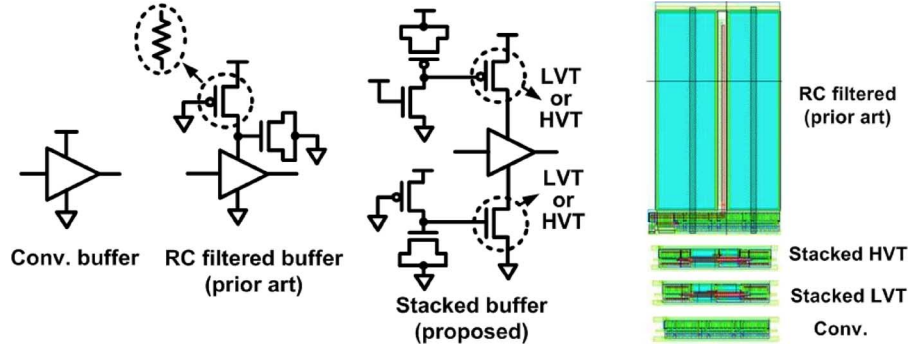 Conv. buffer
RC filtered buffer
(prior art)
LVT
or
HVT
LVT
or
HVT
Stacked buffer
(proposed)
RC filtered
(prior art)
Stacked HVT
Stacked LVT
Conv.